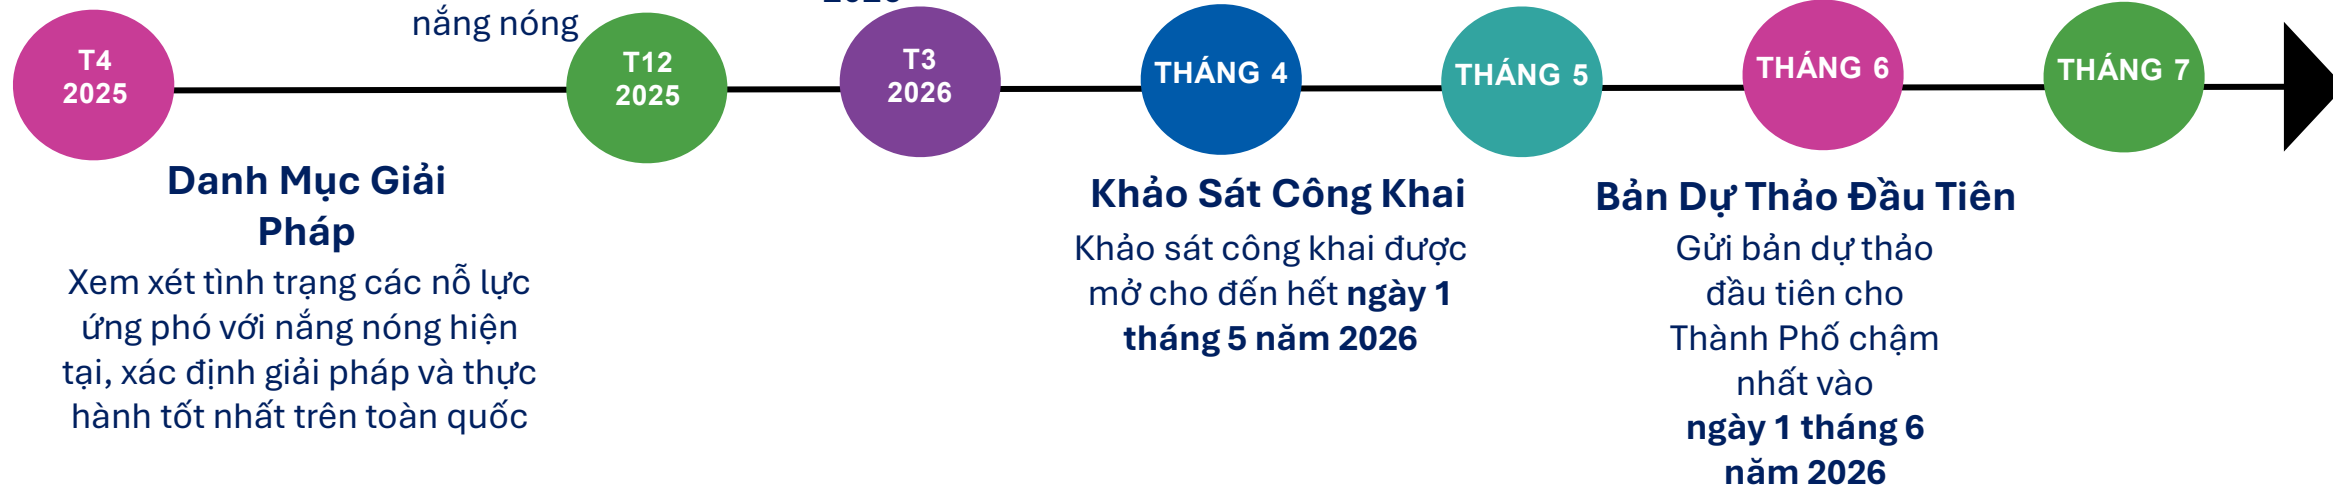 nắng nóng
2026
T4
2025
T12
2025
T3
2026
THÁNG 4
THÁNG 5
THÁNG 6
THÁNG 7
Danh Mục Giải
Pháp
Xem xét tình trạng các nỗ lực
ứng phó với nắng nóng hiện
tại, xác định giải pháp và thực
hành tốt nhất trên toàn quốc
Khảo Sát Công Khai
Khảo sát công khai được
mở cho đến hết ngày 1
tháng 5 năm 2026
Bản Dự Thảo Đầu Tiên
Gửi bản dự thảo
đầu tiên cho
Thành Phố chậm
nhất vào
ngày 1 tháng 6
năm 2026